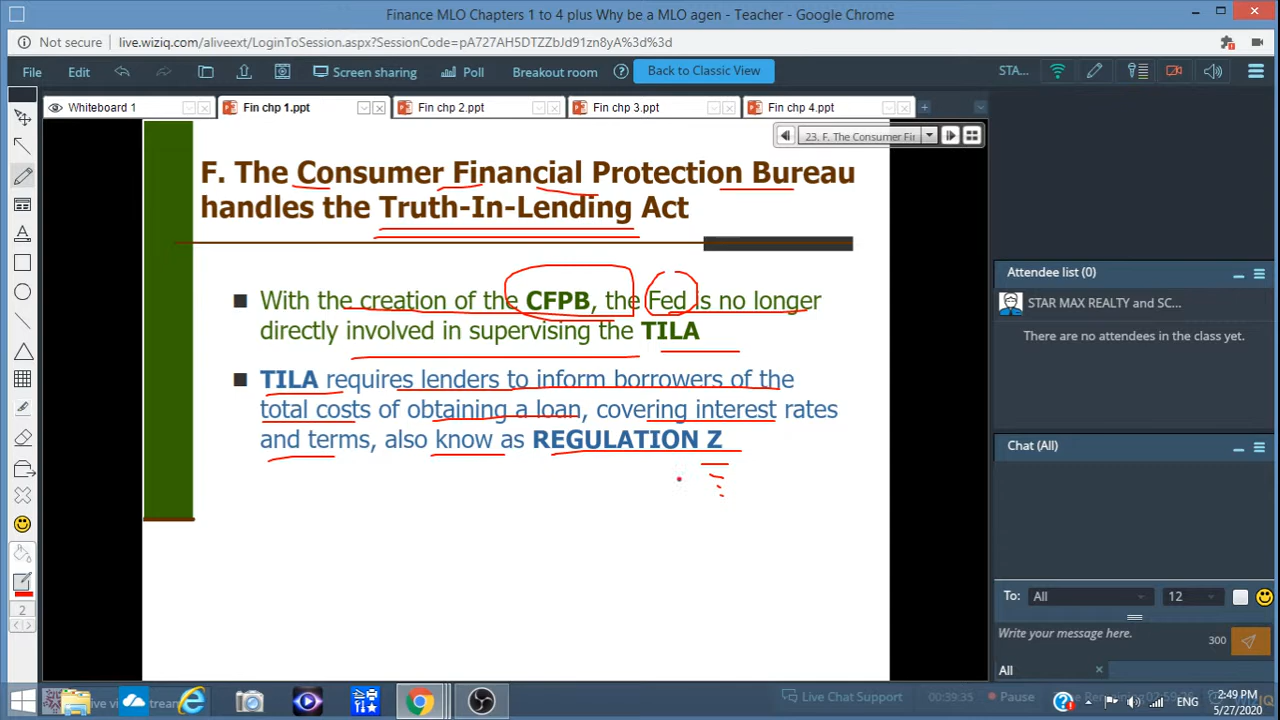 Finance MLO Chapters 1 to 4 plus Why be a MLO agen - Teacher - Google Chrome
Not secure | live.wiziq.com/aliveext/LoginToSession.aspx?SessionCode=pA727AH5DTZZbJd91zn8yA%3d%3d
File Edit Screen sharing Poll Breakout room Back to Classic View STA...
Whiteboard 1 Fin chp 1.ppt Fin chp 2.ppt Fin chp 3.ppt Fin chp 4.ppt
23. F. The Consumer Fin
F. The Consumer Financial Protection Bureau
handles the Truth-In-Lending Act
With the creation of the CFPB, the Fed is no longer
directly involved in supervising the TILA
TILA requires lenders to inform borrowers of the
total costs of obtaining a loan, covering interest rates
and terms, also know as REGULATION Z
Attendee list (0)
STAR MAX REALTY and SC...
There are no attendees in the class yet.
Chat (All)
To: All 12
Write your message here. 300
All
2
Live Chat Support 00:39:35 Pause
ENG
2:49 PM
5/27/2020